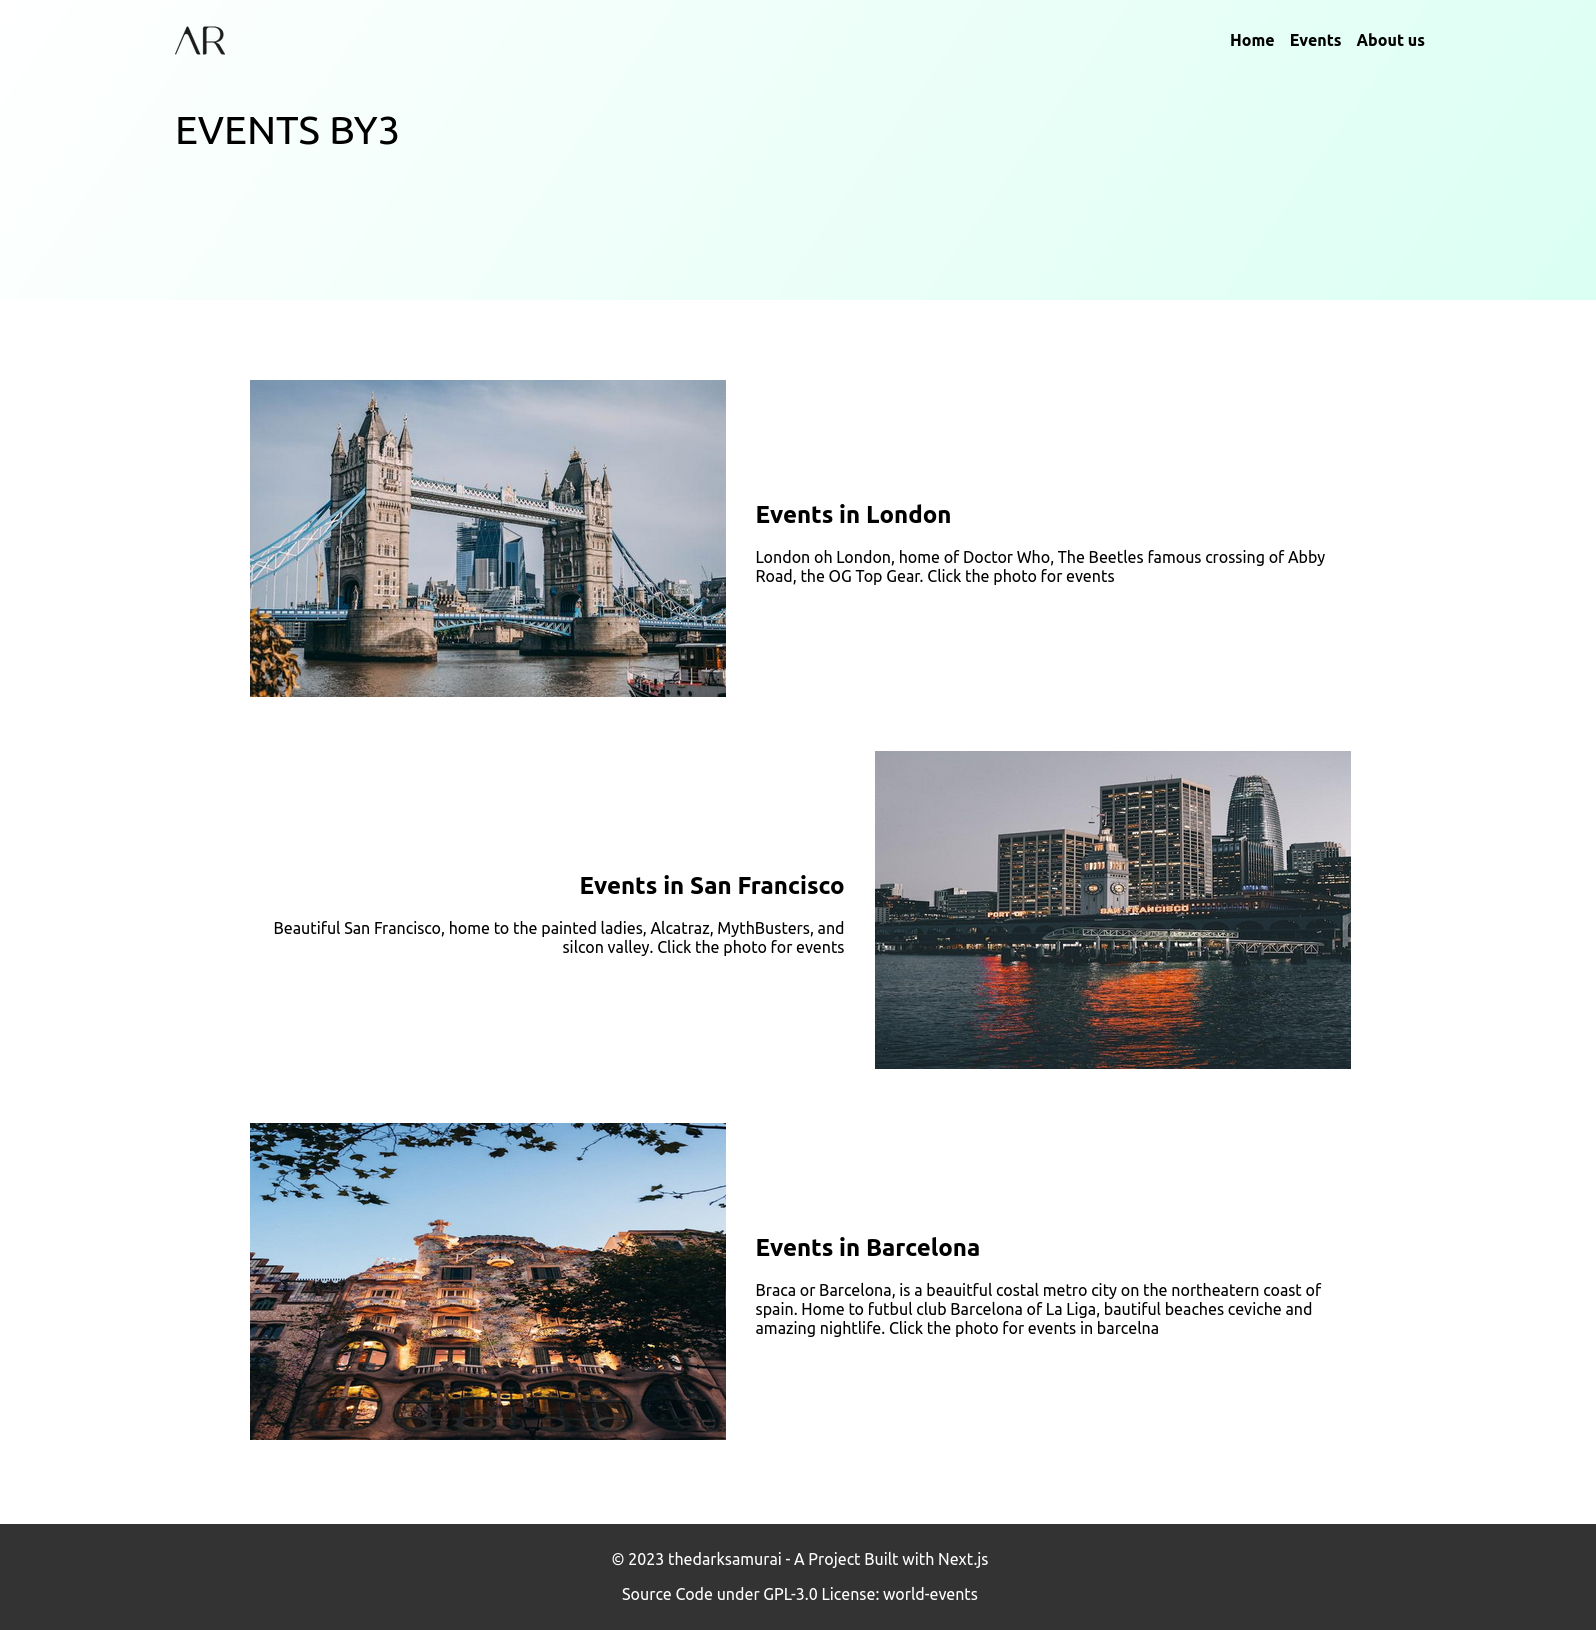 AR
Home Events About us
EVENTS BY3
Events in London
London oh London, home of Doctor Who, The Beetles famous crossing of Abby
Road, the OG Top Gear. Click the photo for events
Events in San Francisco
Beautiful San Francisco, home to the painted ladies, Alcatraz, MythBusters, and
silcon valley. Click the photo for events
PORT OF SAN FRANCISCO
Events in Barcelona
Braca or Barcelona, is a beauitful costal metro city on the northeatern coast of
spain. Home to futbul club Barcelona of La Liga, bautiful beaches ceviche and
amazing nightlife. Click the photo for events in barcelna
© 2023 thedarksamurai - A Project Built with Next.js
Source Code under GPL-3.0 License: world-events